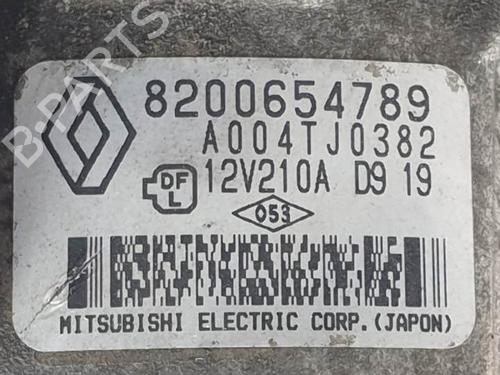 8200654789
A004TJ0382
12V210A D9 19
DF
L
053
MITSUBISHI ELECTRIC CORP.(JAPON)
B.PARTS